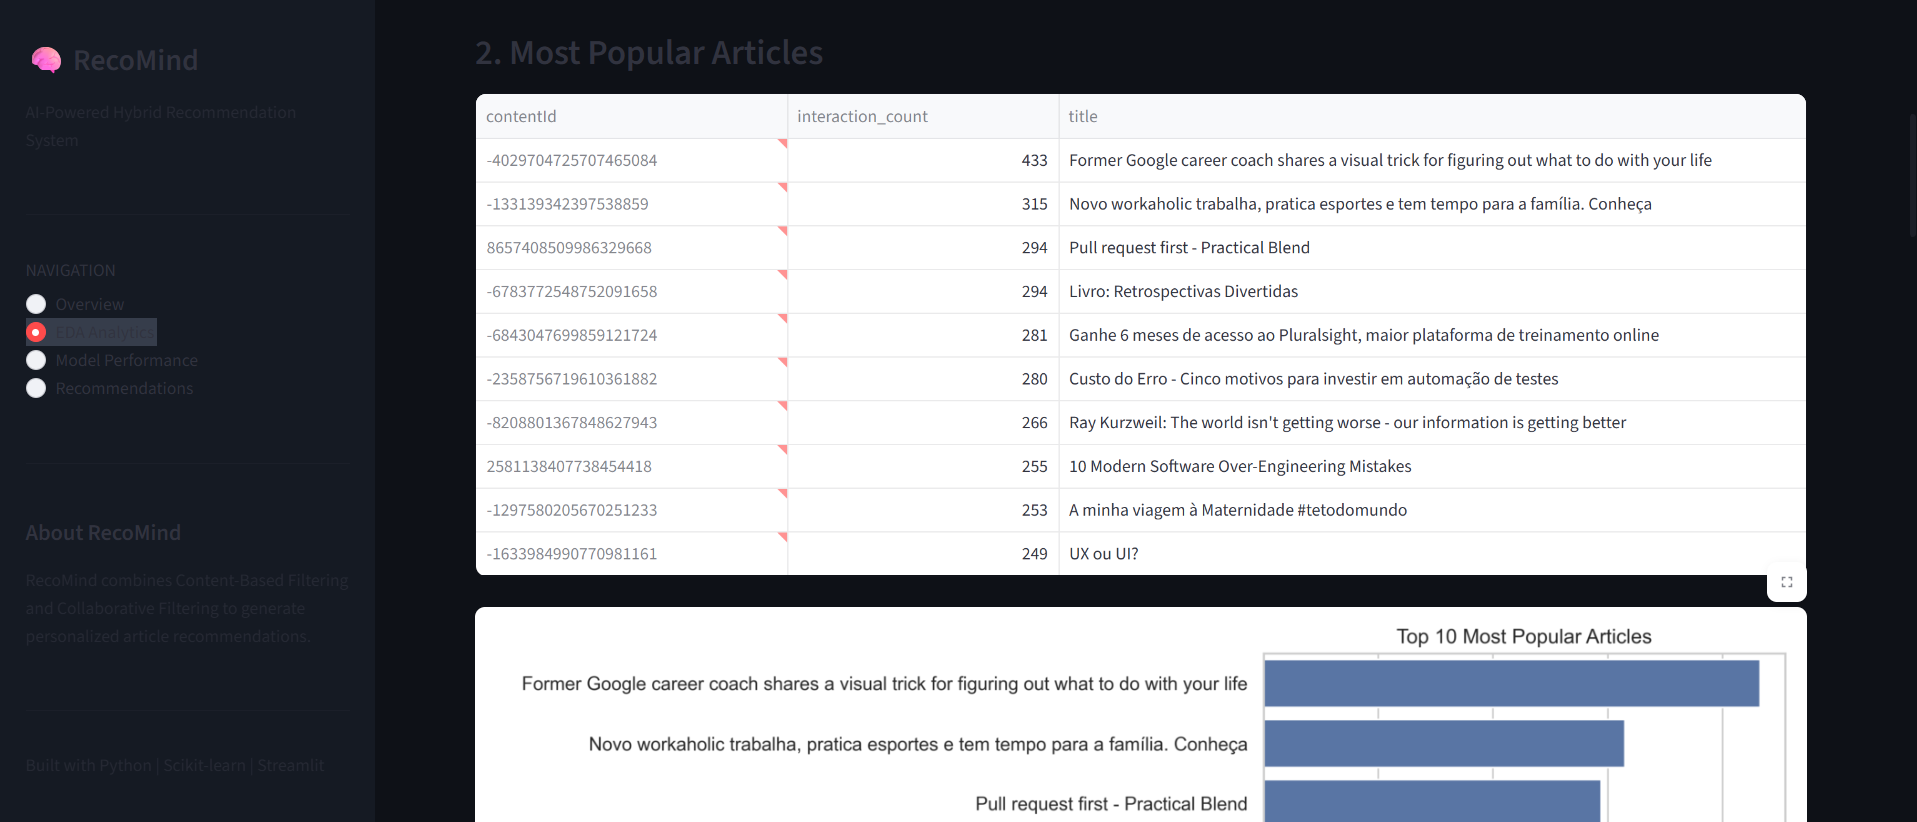 RecoMind
AI-Powered Hybrid Recommendation
System
NAVIGATION
Overview
EDA Analytics
Model Performance
Recommendations
About RecoMind
RecoMind combines Content-Based Filtering
and Collaborative Filtering to generate
personalized article recommendations.
Built with Python | Scikit-learn | Streamlit
2. Most Popular Articles
contentId interaction_count title
-4029704725707465084 433 Former Google career coach shares a visual trick for figuring out what to do with your life
-133139342397538859 315 Novo workaholic trabalha, pratica esportes e tem tempo para a família. Conheça
8657408509986329668 294 Pull request first - Practical Blend
-6783772548752091658 294 Livro: Retrospectivas Divertidas
-6843047699859121724 281 Ganhe 6 meses de acesso ao Pluralsight, maior plataforma de treinamento online
-2358756719610361882 280 Custo do Erro - Cinco motivos para investir em automação de testes
-8208801367848627943 266 Ray Kurzweil: The world isn't getting worse - our information is getting better
2581138407738454418 255 10 Modern Software Over-Engineering Mistakes
-1297580205670251233 253 A minha viagem à Maternidade #tetodomundo
-1633984990770981161 249 UX ou UI?
Top 10 Most Popular Articles
Former Google career coach shares a visual trick for figuring out what to do with your life
Novo workaholic trabalha, pratica esportes e tem tempo para a família. Conheça
Pull request first - Practical Blend